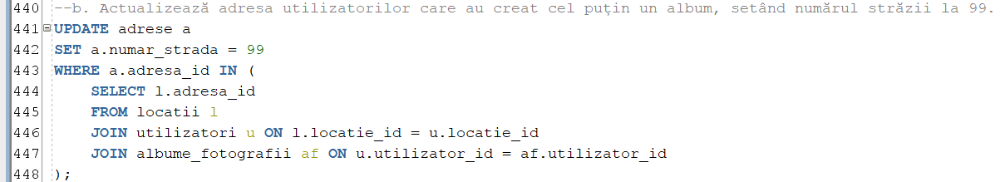 440 --b. Actualizează adresa utilizatorilor care au creat cel puțin un album, setând numărul străzii la 99.
441 UPDATE adrese a
442 SET a.numar_strada = 99
443 WHERE a.adresa_id IN (
444     SELECT l.adresa_id
445     FROM locatii l
446     JOIN utilizatori u ON l.locatie_id = u.locatie_id
447     JOIN albume_fotografii af ON u.utilizator_id = af.utilizator_id
448 );